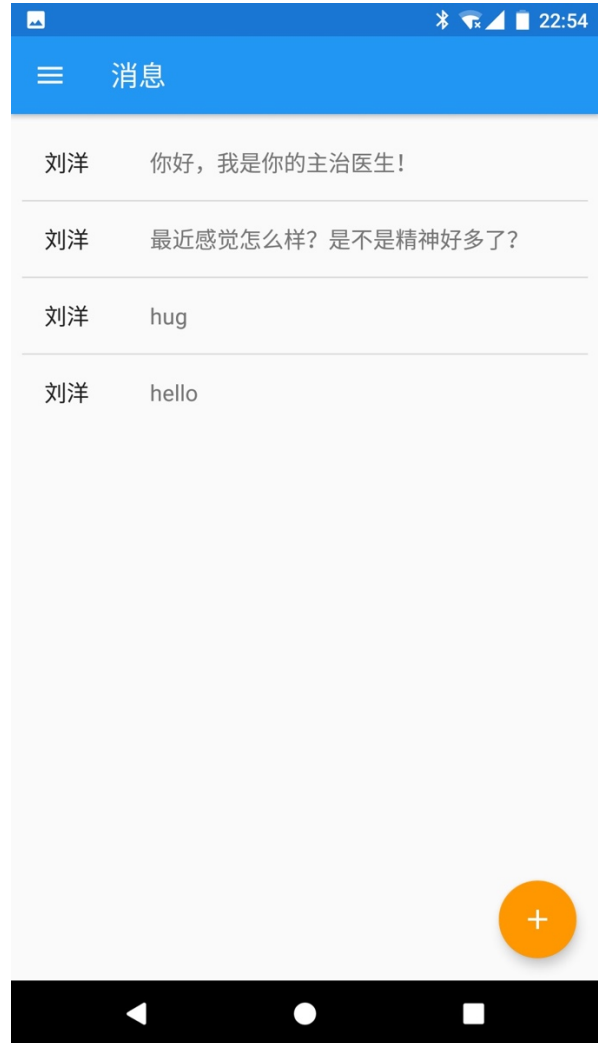 22:54
消息
刘洋 你好，我是你的主治医生！
刘洋 最近感觉怎么样？是不是精神好多了？
刘洋 hug
刘洋 hello